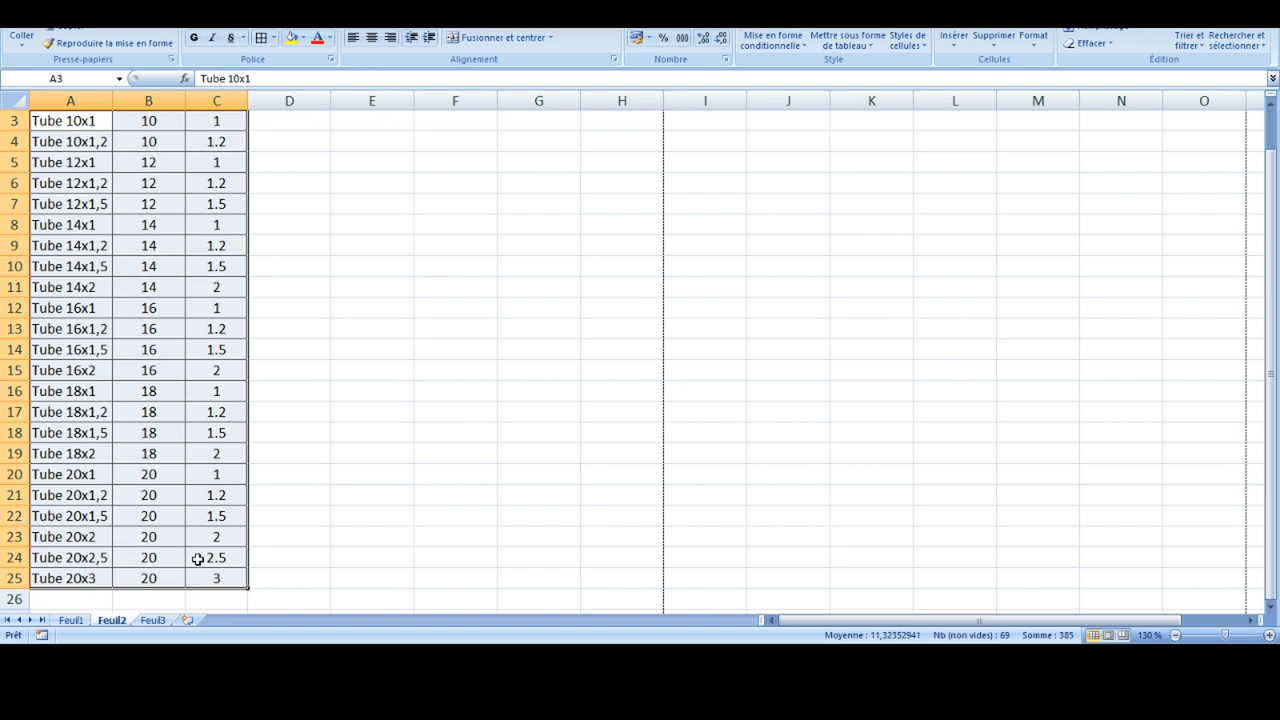 Coller
Reproduire la mise en forme
G I S
A
Fusionner et centrer
% 000
Mise en forme conditionnelle
Mettre sous forme de tableau
Styles de cellules
Insérer Supprimer Format
Effacer
Trier et filtrer
Rechercher et sélectionner
Presse-papiers Police Alignement Nombre Style Cellules Édition
A3 fx Tube 10x1
A B C D E F G H I J K L M N O
3 Tube 10x1 10 1
4 Tube 10x1,2 10 1.2
5 Tube 12x1 12 1
6 Tube 12x1,2 12 1.2
7 Tube 12x1,5 12 1.5
8 Tube 14x1 14 1
9 Tube 14x1,2 14 1.2
10 Tube 14x1,5 14 1.5
11 Tube 14x2 14 2
12 Tube 16x1 16 1
13 Tube 16x1,2 16 1.2
14 Tube 16x1,5 16 1.5
15 Tube 16x2 16 2
16 Tube 18x1 18 1
17 Tube 18x1,2 18 1.2
18 Tube 18x1,5 18 1.5
19 Tube 18x2 18 2
20 Tube 20x1 20 1
21 Tube 20x1,2 20 1.2
22 Tube 20x1,5 20 1.5
23 Tube 20x2 20 2
24 Tube 20x2,5 20 2.5
25 Tube 20x3 20 3
26
Feuil1 Feuil2 Feuil3
Prêt Moyenne : 11,32352941 Nb (non vides) : 69 Somme : 385 130 %